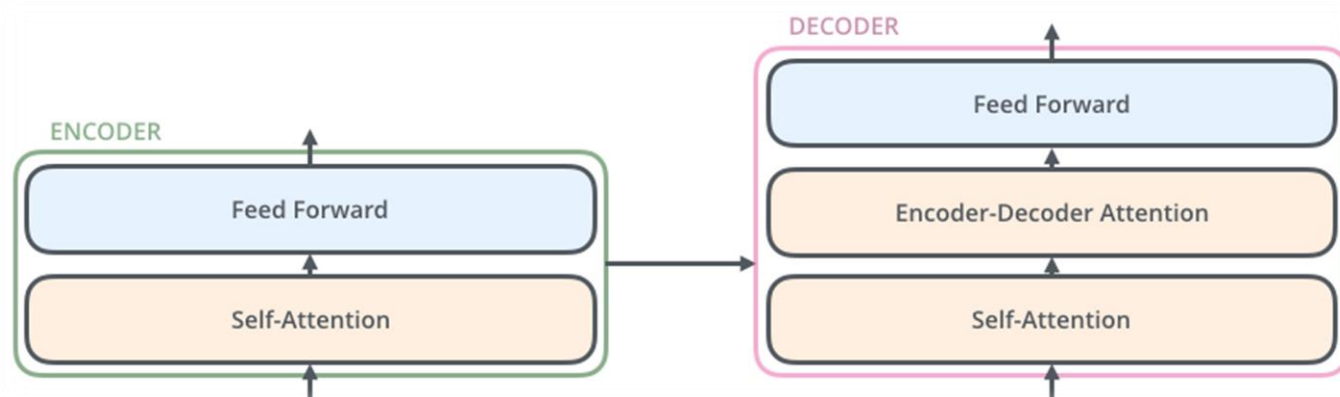 ENCODER
Feed Forward
Self-Attention
DECODER
Feed Forward
Encoder-Decoder Attention
Self-Attention